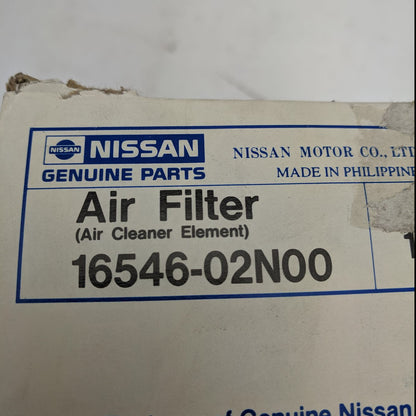 NISSAN
NISSAN
GENUINE PARTS
NISSAN MOTOR CO., LTD
MADE IN PHILIPPINE
Air Filter
(Air Cleaner Element)
16546-02N00
Genuine Nissan